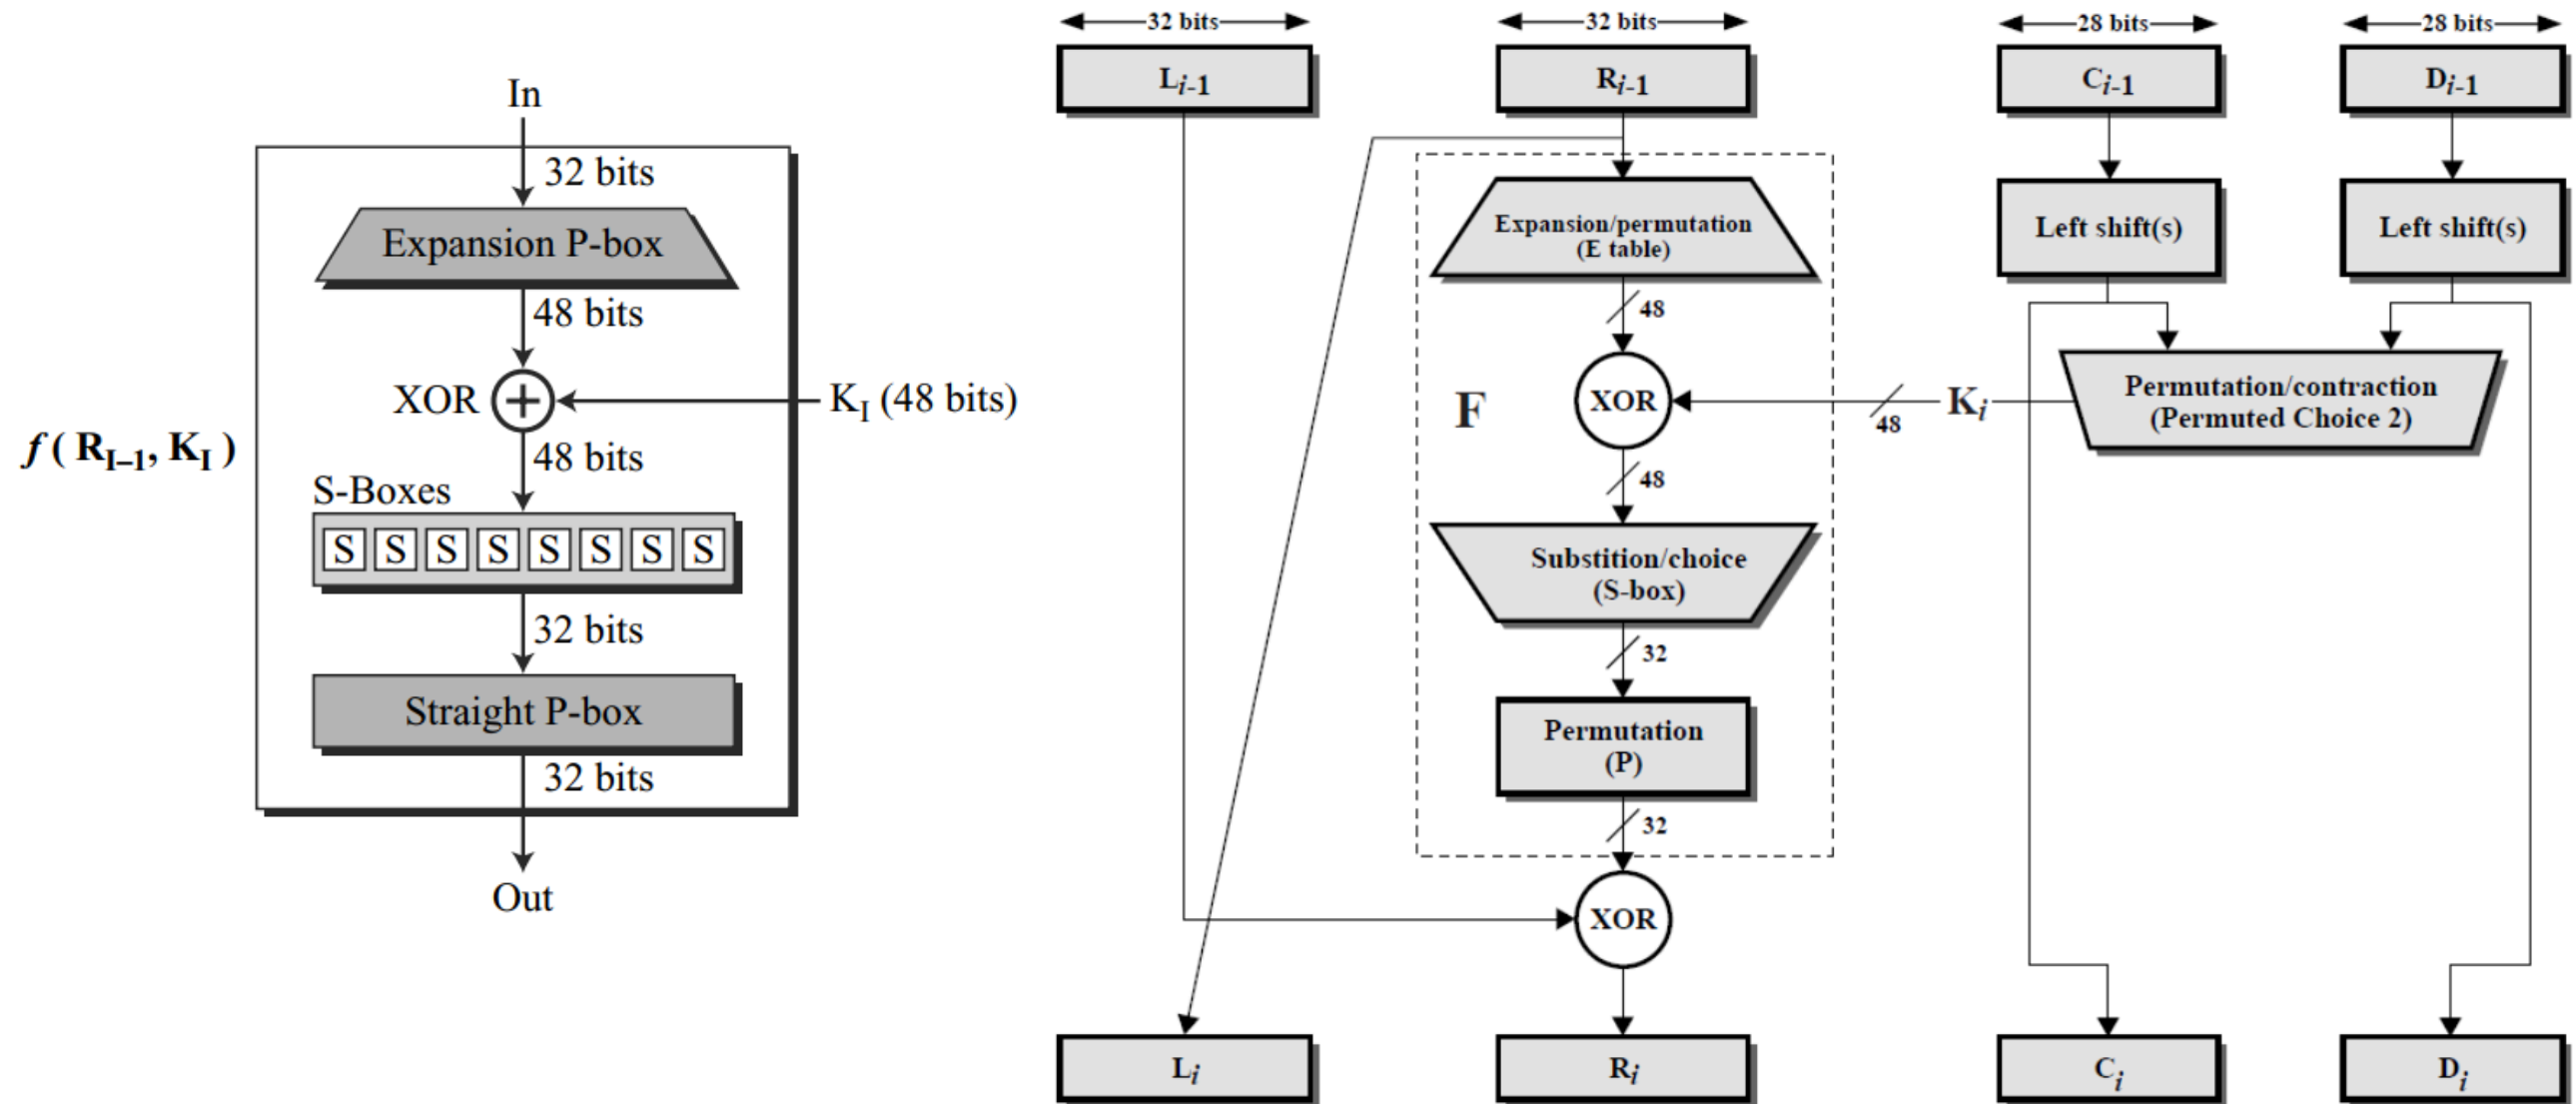 In
32 bits
Expansion P-box
48 bits
XOR
K_I (48 bits)
f ( R_I–1, K_I )
48 bits
S-Boxes
S S S S S S S S
32 bits
Straight P-box
32 bits
Out
32 bits
32 bits
28 bits
28 bits
L_i-1
R_i-1
C_i-1
D_i-1
Expansion/permutation
(E table)
Left shift(s)
Left shift(s)
48
F
XOR
48
K_i
Permutation/contraction
(Permuted Choice 2)
48
Substition/choice
(S-box)
32
Permutation
(P)
32
XOR
L_i
R_i
C_i
D_i